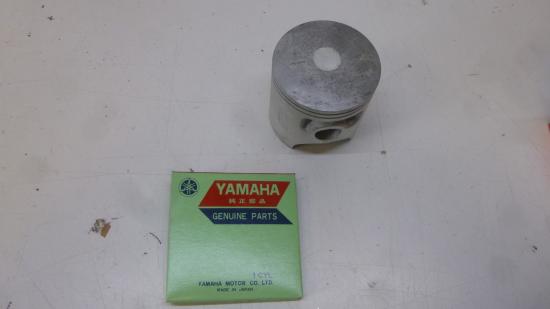 YAMAHA
純正部品
GENUINE PARTS
1 CYL
YAMAHA MOTOR CO. LTD.
MADE IN JAPAN